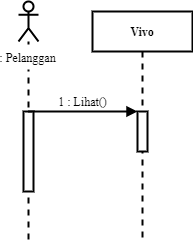 : Pelanggan
Vivo
1 : Lihat()